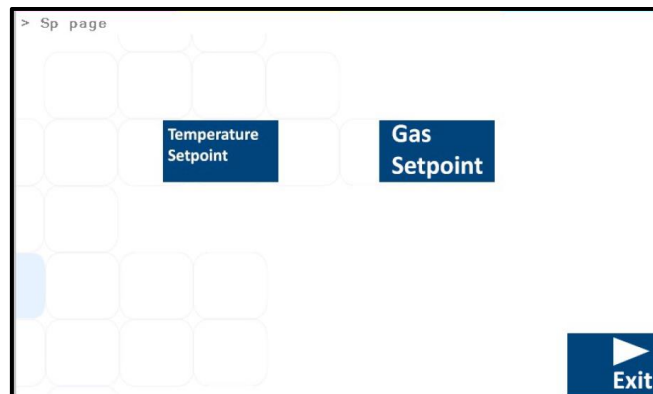 > Sp page
Temperature
Setpoint
Gas
Setpoint
Exit